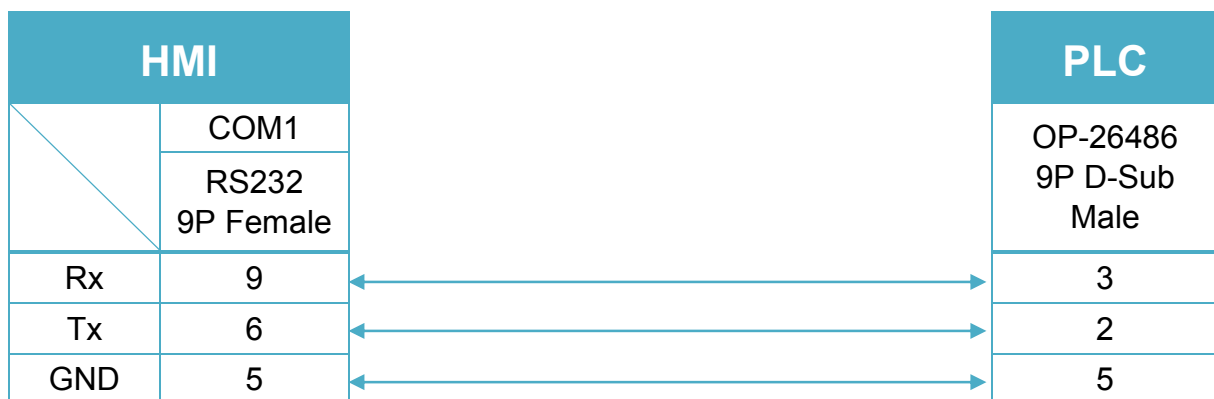 HMI PLC
COM1
RS232
9P Female
OP-26486
9P D-Sub
Male
Rx 9 3
Tx 6 2
GND 5 5